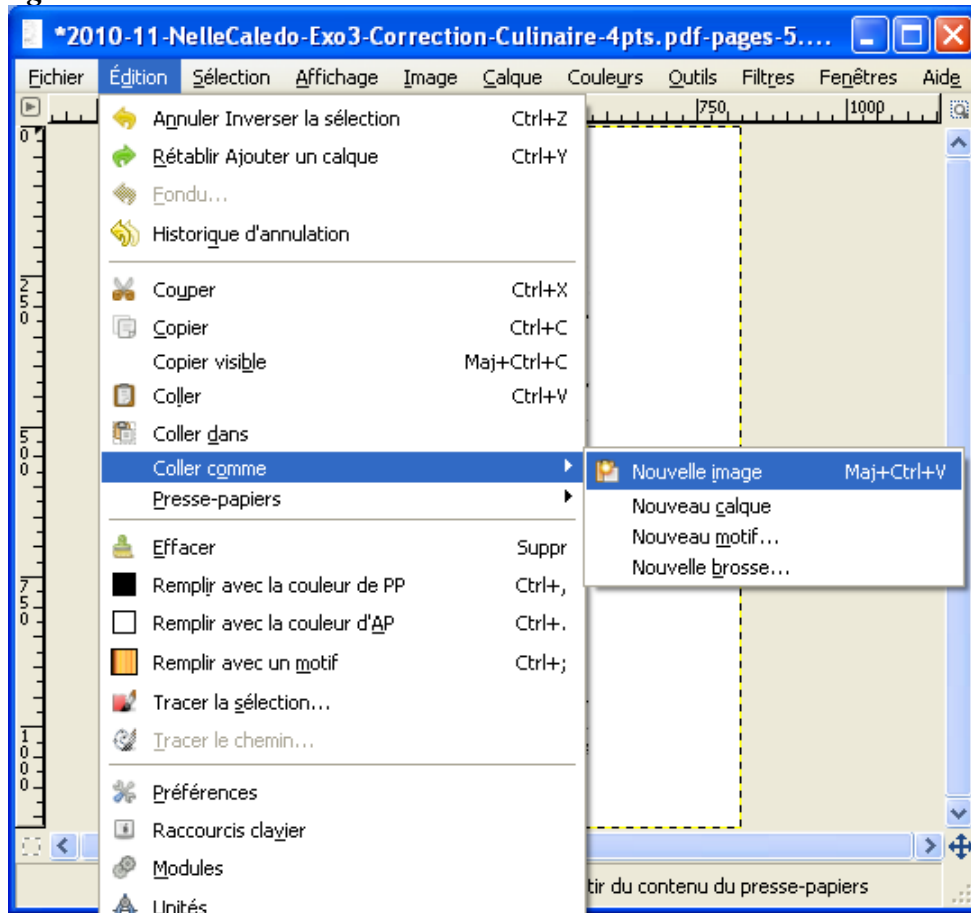 *2010-11-NelleCaledo-Exo3-Correction-Culinaire-4pts.pdf-pages-5....
Fichier Édition Sélection Affichage Image Calque Couleurs Outils Filtres Fenêtres Aide
750 1000
0
Annuler Inverser la sélection Ctrl+Z
Rétablir Ajouter un calque Ctrl+Y
Fondu...
Historique d'annulation
250
Couper Ctrl+X
Copier Ctrl+C
Copier visible Maj+Ctrl+C
Coller Ctrl+V
500
Coller dans
Coller comme
Nouvelle image Maj+Ctrl+V
Nouveau calque
Nouveau motif...
Nouvelle brosse...
Presse-papiers
Effacer Suppr
750
Remplir avec la couleur de PP Ctrl+,
Remplir avec la couleur d'AP Ctrl+.
Remplir avec un motif Ctrl+;
Tracer la sélection...
1000
Tracer le chemin...
Préférences
Raccourcis clavier
Modules
Unités
tir du contenu du presse-papiers